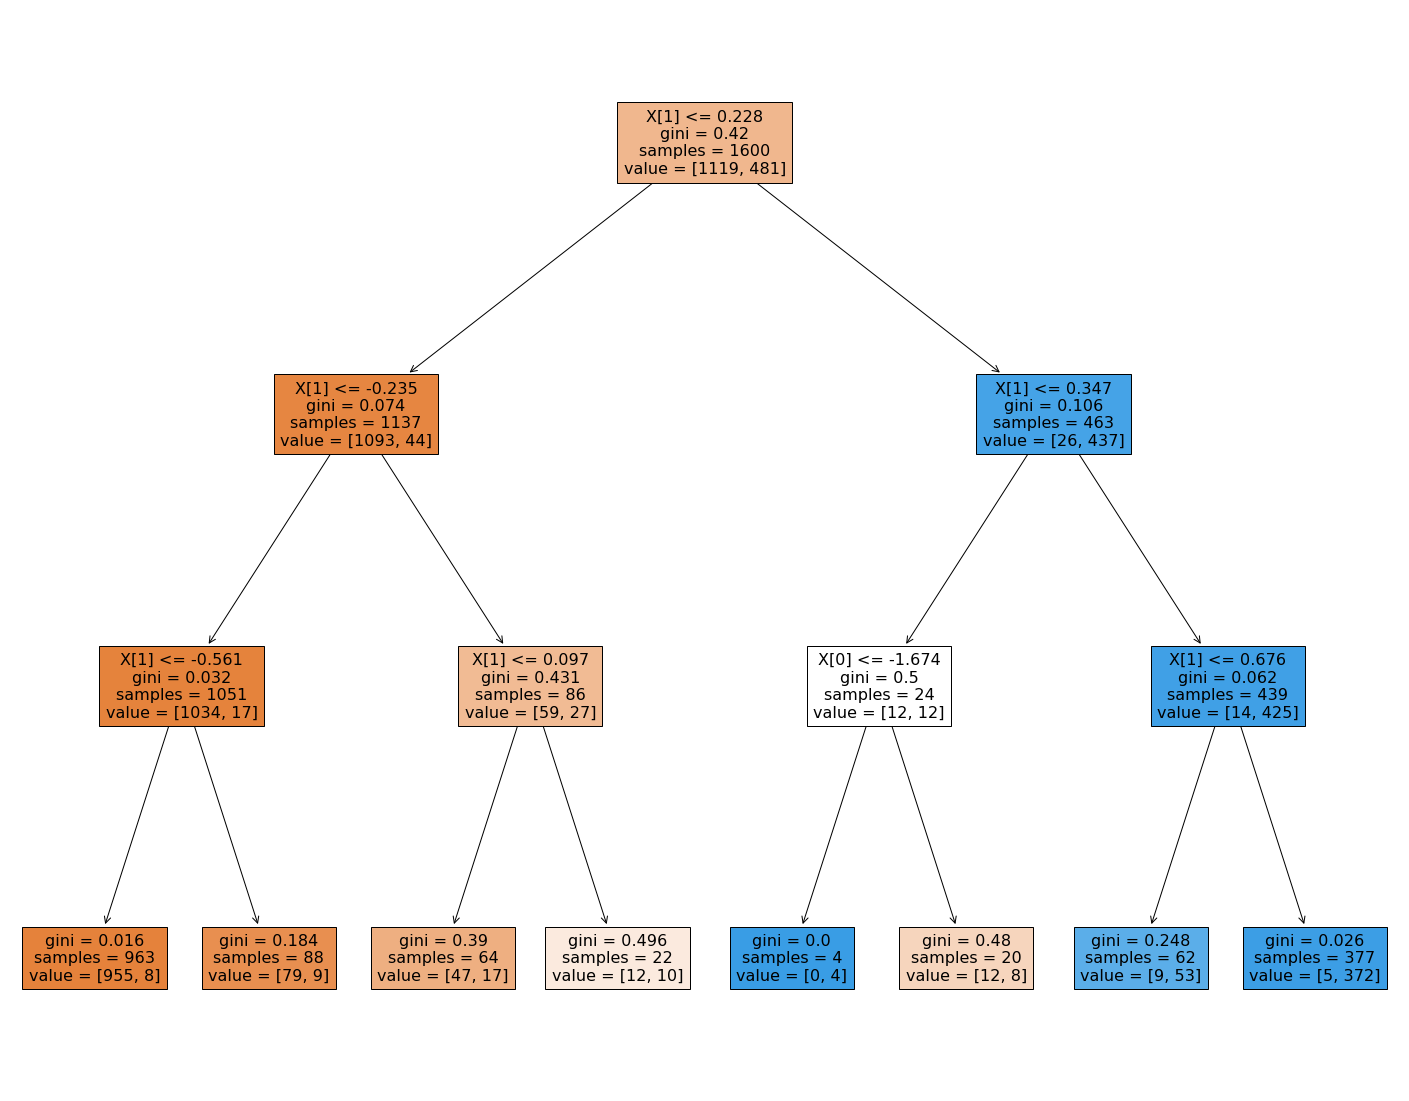 X[1] <= 0.228
gini = 0.42
samples = 1600
value = [1119, 481]
X[1] <= -0.235
gini = 0.074
samples = 1137
value = [1093, 44]
X[1] <= 0.347
gini = 0.106
samples = 463
value = [26, 437]
X[1] <= -0.561
gini = 0.032
samples = 1051
value = [1034, 17]
X[1] <= 0.097
gini = 0.431
samples = 86
value = [59, 27]
X[0] <= -1.674
gini = 0.5
samples = 24
value = [12, 12]
X[1] <= 0.676
gini = 0.062
samples = 439
value = [14, 425]
gini = 0.016
samples = 963
value = [955, 8]
gini = 0.184
samples = 88
value = [79, 9]
gini = 0.39
samples = 64
value = [47, 17]
gini = 0.496
samples = 22
value = [12, 10]
gini = 0.0
samples = 4
value = [0, 4]
gini = 0.48
samples = 20
value = [12, 8]
gini = 0.248
samples = 62
value = [9, 53]
gini = 0.026
samples = 377
value = [5, 372]